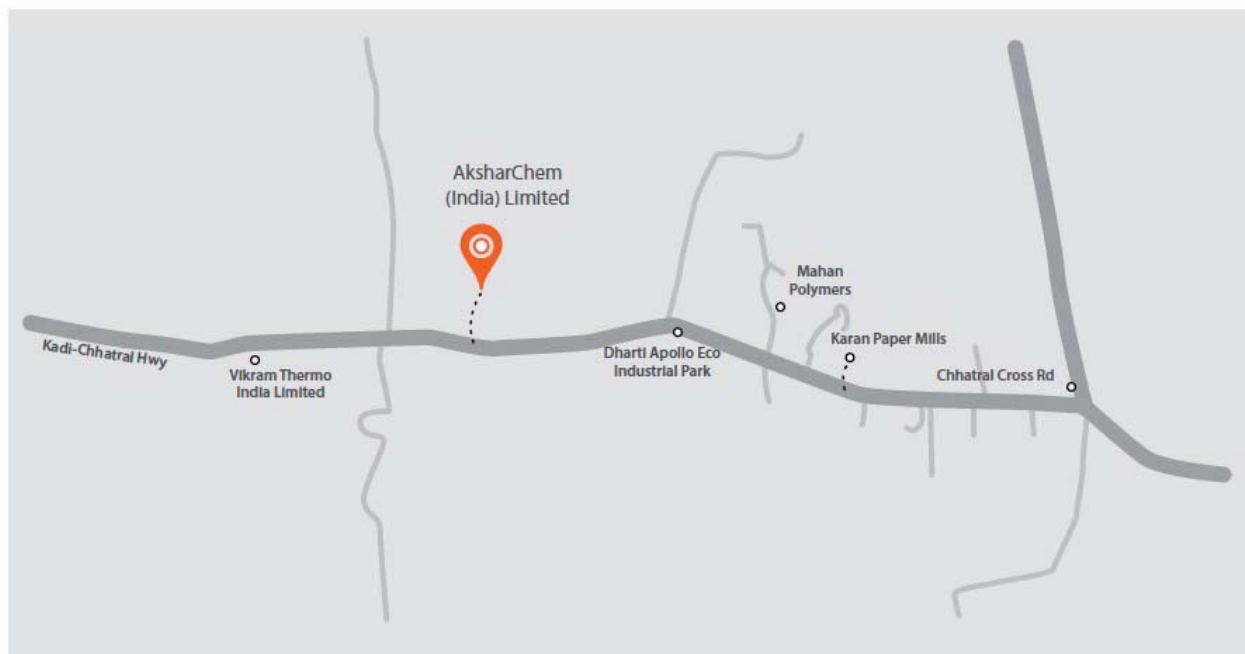 AksharChem
(India) Limited
Mahan
Polymers
Karan Paper Mills
Kadi-Chhatral Hwy
Vikram Thermo
India Limited
Dharti Apollo Eco
Industrial Park
Chhatral Cross Rd